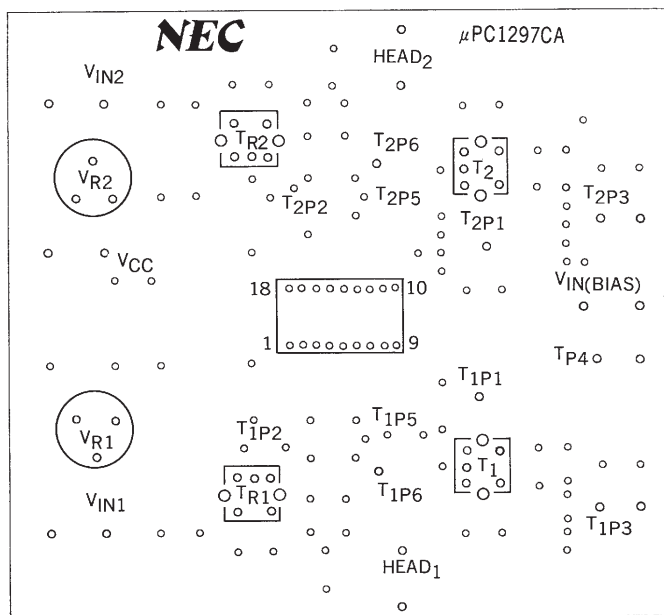 NEC
μPC1297CA
HEAD2
VIN2
TR2
T2P6
T2
VR2
T2P2
T2P5
T2P3
T2P1
VCC
VIN(BIAS)
18
10
1
9
TP4
T1P1
T1P2
T1P5
VR1
T1
TR1
T1P6
VIN1
T1P3
HEAD1